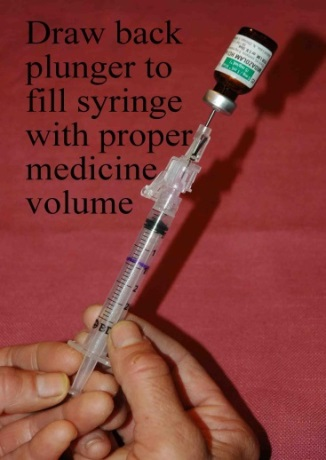 Draw back
plunger to
fill syringe
with proper
medicine
volume